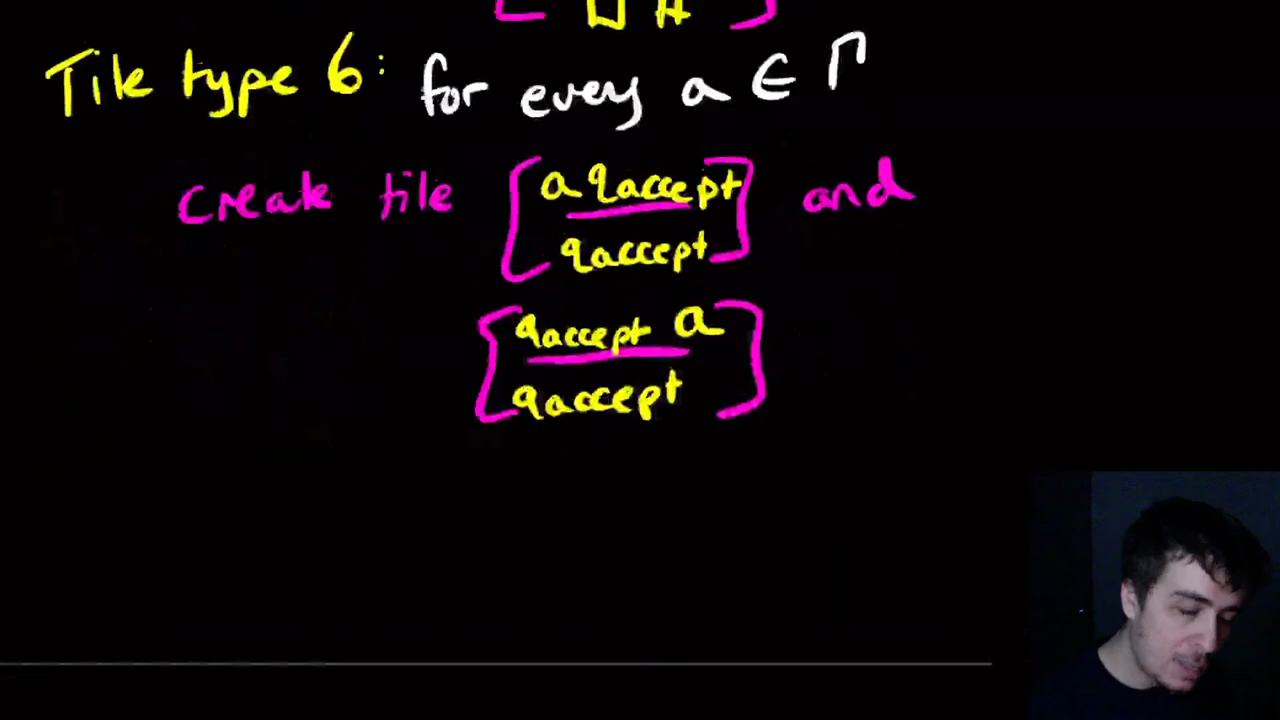 ⊔ #
Tile type 6: for every a ∈ Γ
create tile [a qaccept / qaccept] and
[qaccept a / qaccept]